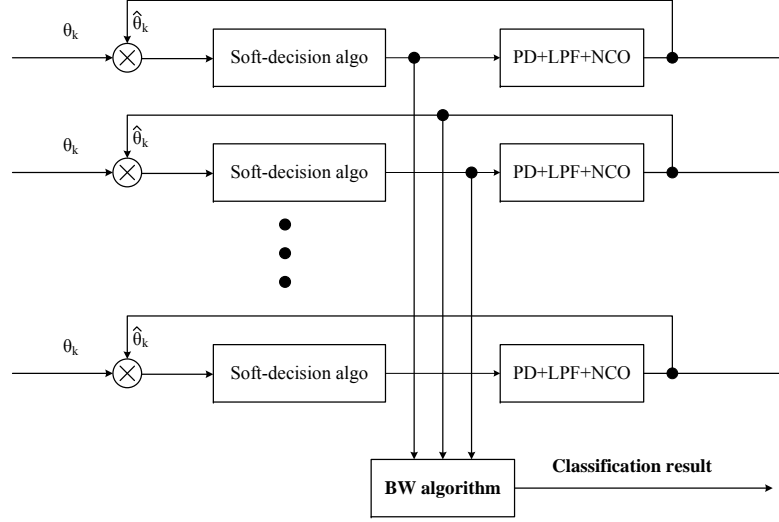 θ̂k
θk
Soft-decision algo
PD+LPF+NCO
θ̂k
θk
Soft-decision algo
PD+LPF+NCO
θ̂k
θk
Soft-decision algo
PD+LPF+NCO
Classification result
BW algorithm